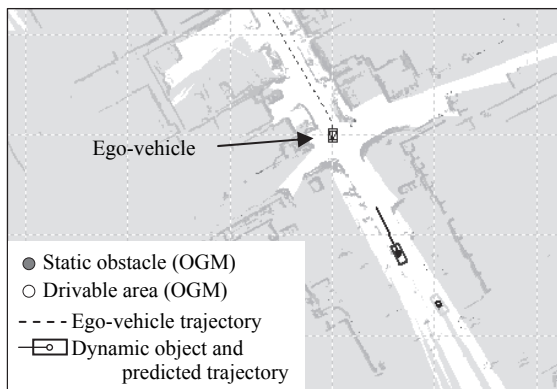 Ego-vehicle
Static obstacle (OGM)
Drivable area (OGM)
Ego-vehicle trajectory
Dynamic object and
predicted trajectory